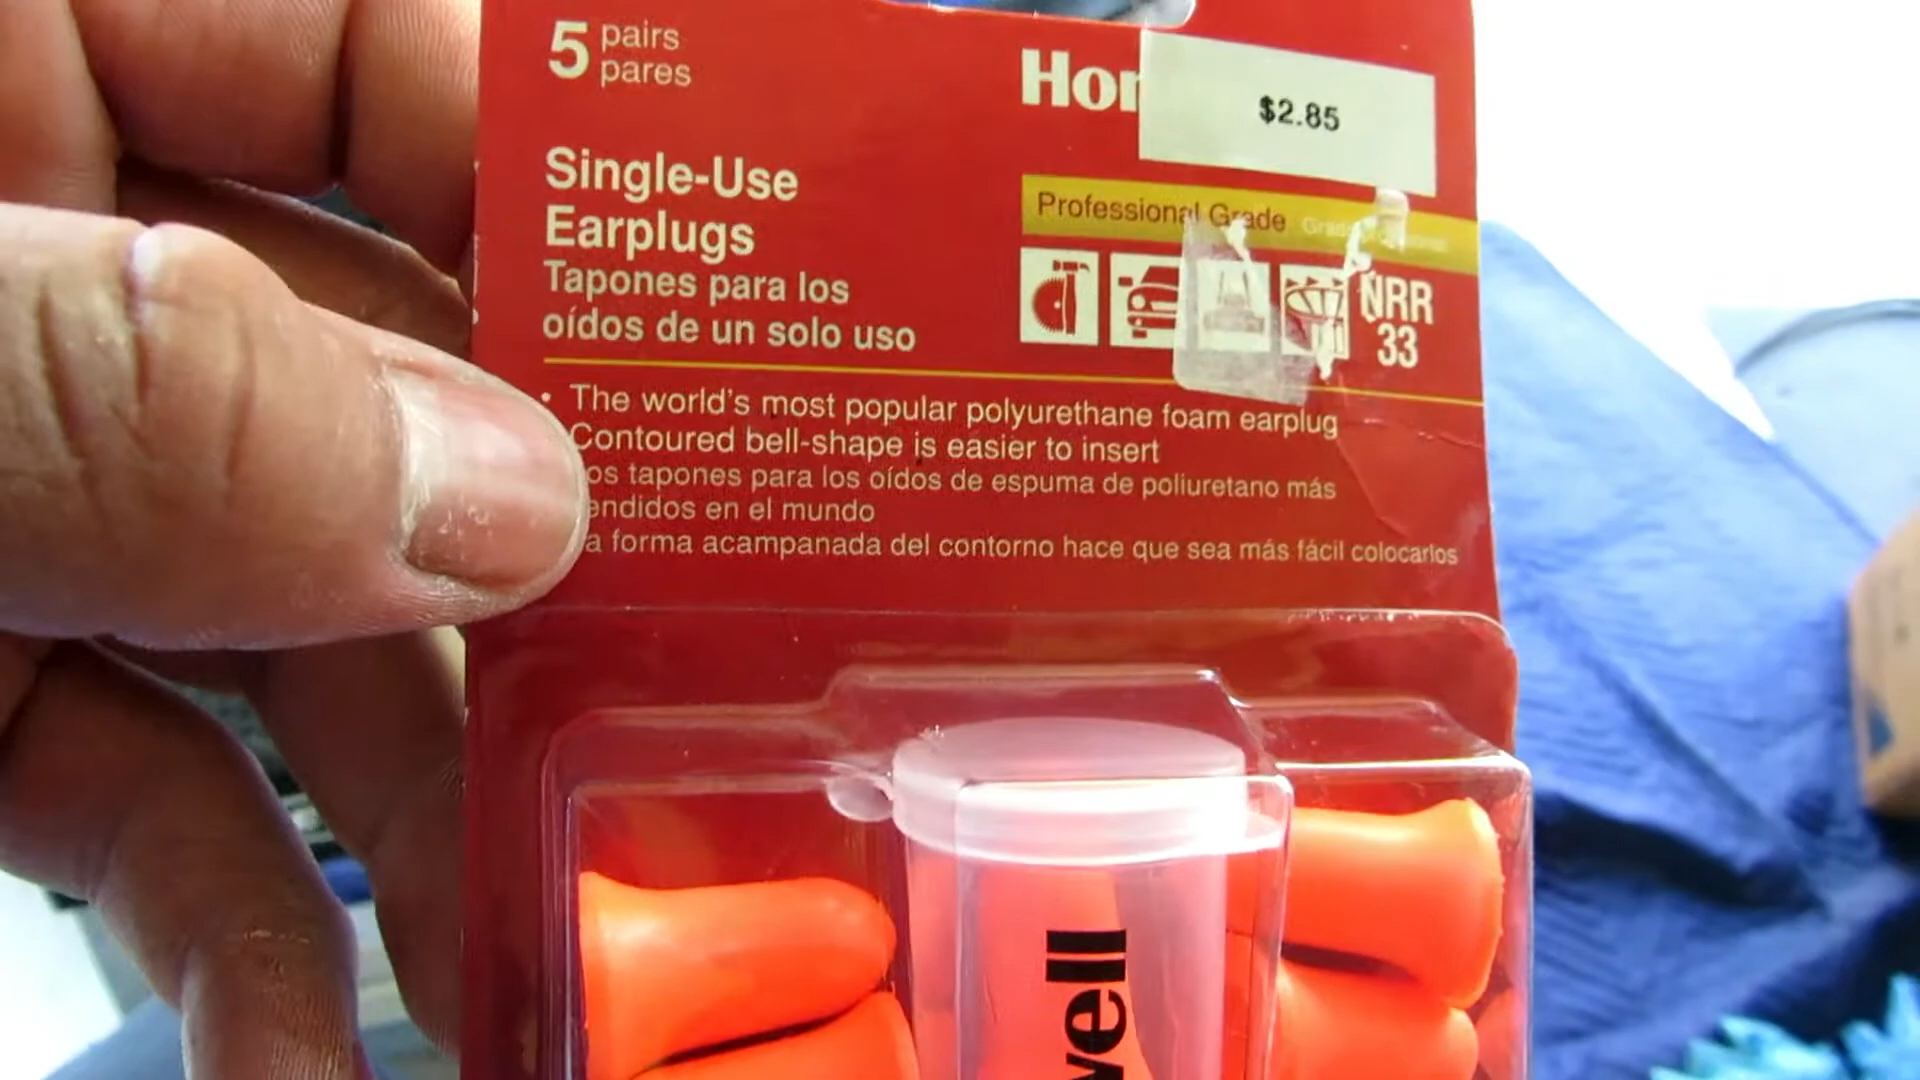 5 pairs
pares
Hor
$2.85
Single-Use
Earplugs
Tapones para los
oídos de un solo uso
Professional Grade
NRR
33
• The world's most popular polyurethane foam earplug
Contoured bell-shape is easier to insert
os tapones para los oídos de espuma de poliuretano más
endidos en el mundo
a forma acampanada del contorno hace que sea más fácil colocarlos
well